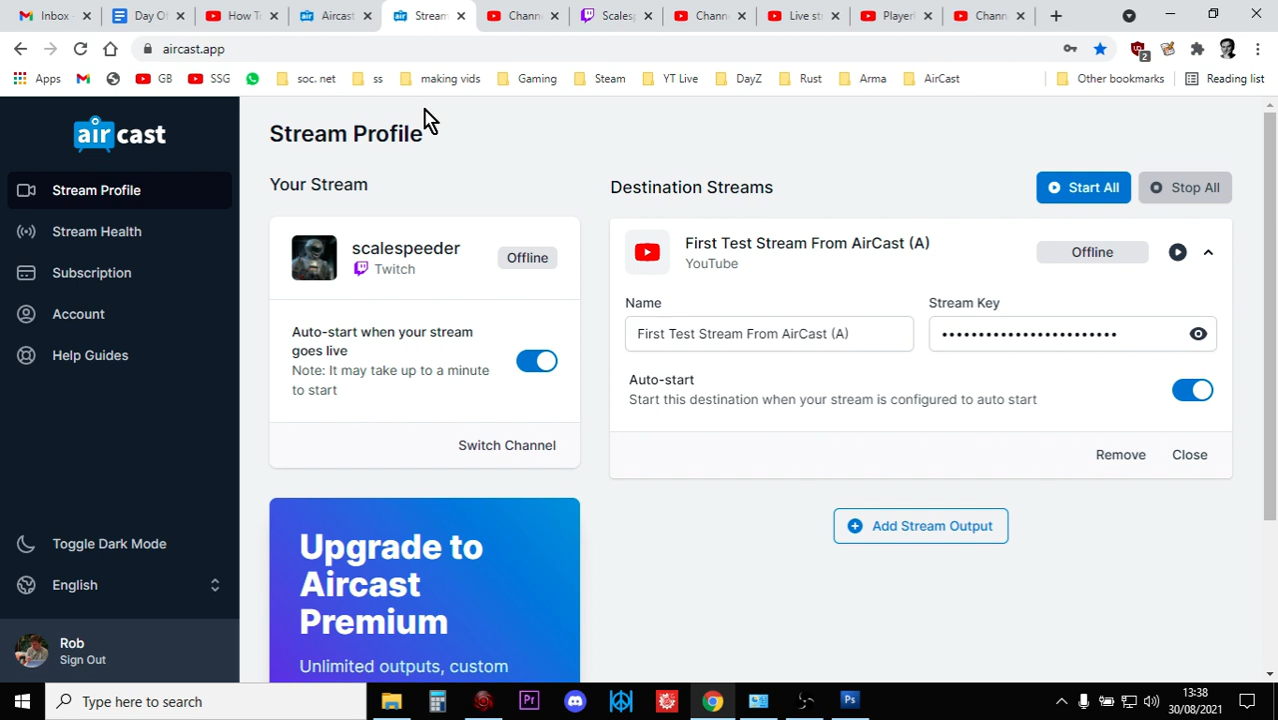 Inbox
Day Of
How T
Aircast
Stream
Chann
Scales
Chann
Live st
Player
Chann
aircast.app
2
Apps
GB
SSG
soc. net
ss
making vids
Gaming
Steam
YT Live
DayZ
Rust
Arma
AirCast
Other bookmarks
Reading list
air cast
Stream Profile
Stream Health
Subscription
Account
Help Guides
Toggle Dark Mode
English
Rob
Sign Out
Stream Profile
Your Stream
scalespeeder
Twitch
Offline
Auto-start when your stream
goes live
Note: It may take up to a minute
to start
Switch Channel
Upgrade to
Aircast
Premium
Unlimited outputs, custom
Destination Streams
Start All
Stop All
First Test Stream From AirCast (A)
YouTube
Offline
Name
Stream Key
First Test Stream From AirCast (A)
••••••••••••••••••••••••
Auto-start
Start this destination when your stream is configured to auto start
Remove
Close
Add Stream Output
Type here to search
Pr
Ps
13:38
30/08/2021